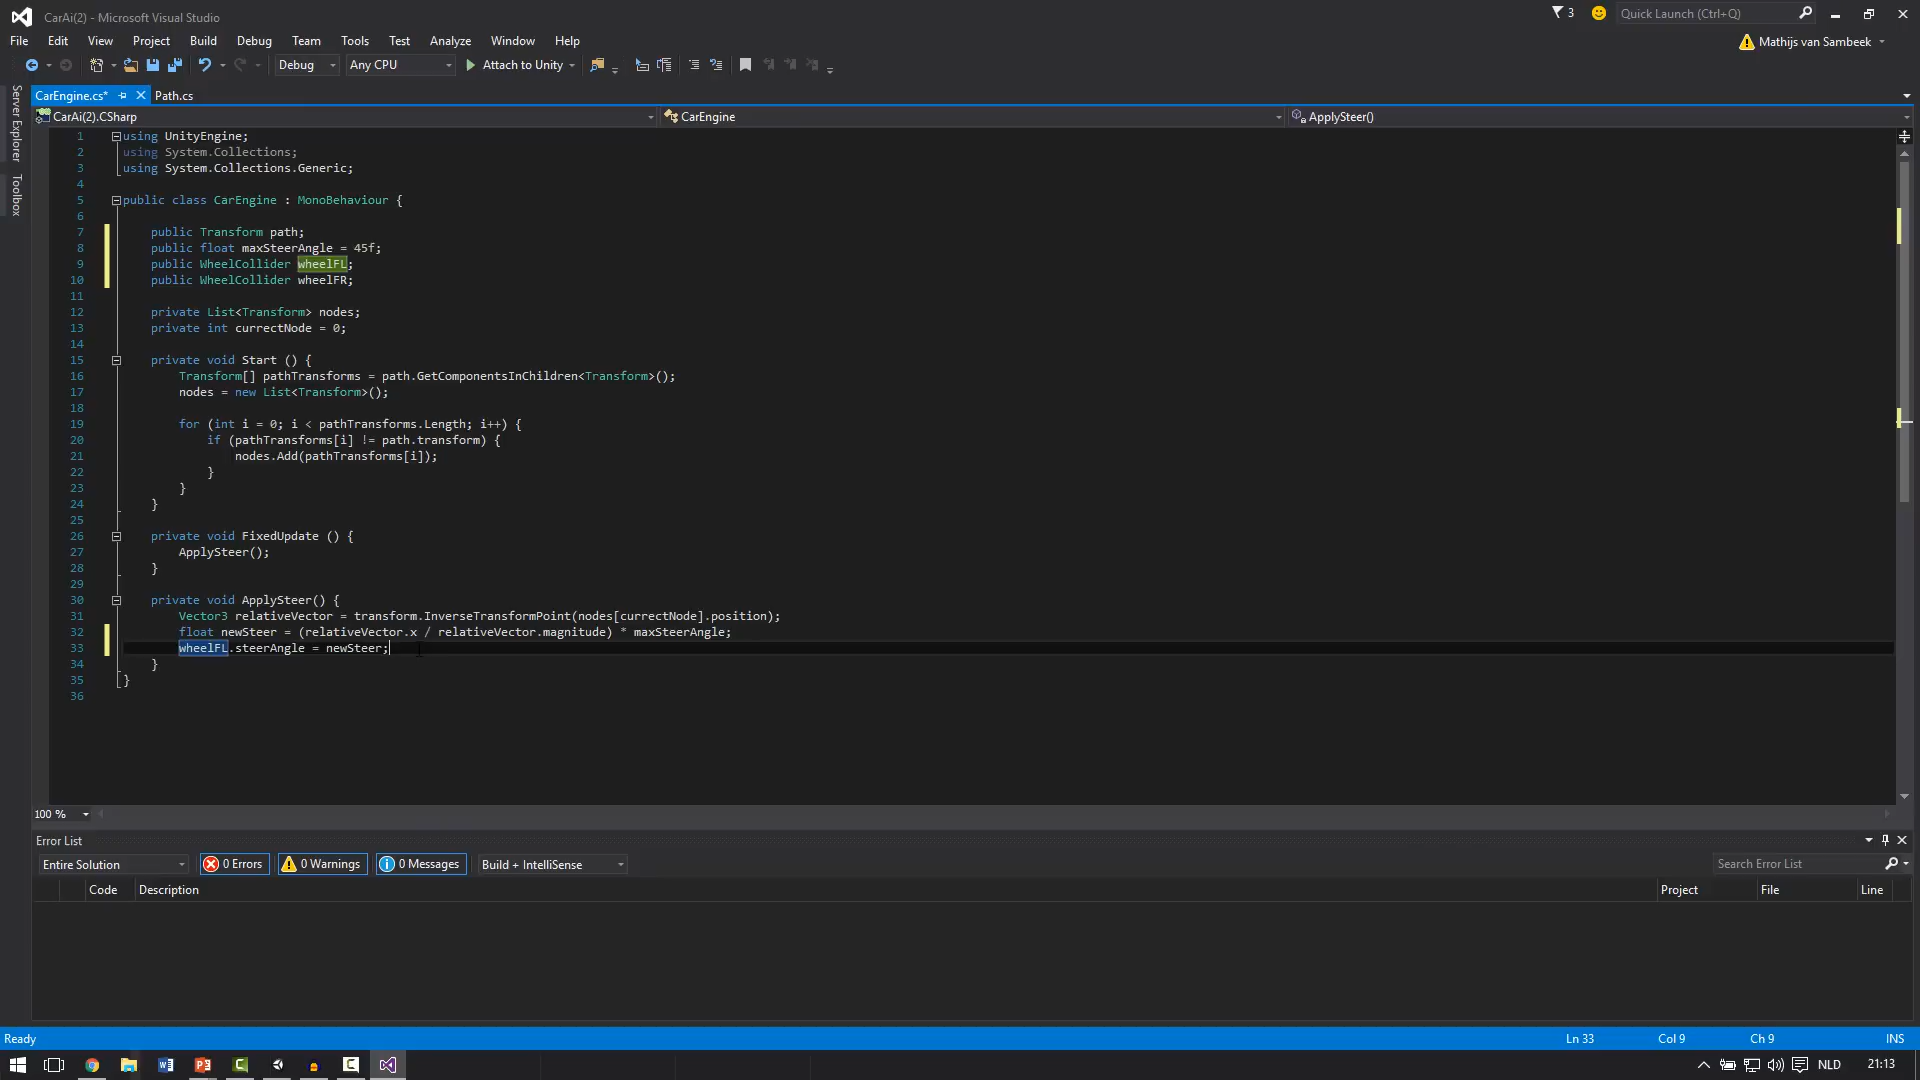 CarAi(2) - Microsoft Visual Studio
3
Quick Launch (Ctrl+Q)
File Edit View Project Build Debug Team Tools Test Analyze Window Help
Mathijs van Sambeek
Debug Any CPU Attach to Unity
Server Explorer
Toolbox
CarEngine.cs* Path.cs
CarAi(2).CSharp CarEngine ApplySteer()
1 using UnityEngine;
2 using System.Collections;
3 using System.Collections.Generic;
4
5 public class CarEngine : MonoBehaviour {
6
7 public Transform path;
8 public float maxSteerAngle = 45f;
9 public WheelCollider wheelFL;
10 public WheelCollider wheelFR;
11
12 private List<Transform> nodes;
13 private int currectNode = 0;
14
15 private void Start () {
16 Transform[] pathTransforms = path.GetComponentsInChildren<Transform>();
17 nodes = new List<Transform>();
18
19 for (int i = 0; i < pathTransforms.Length; i++) {
20 if (pathTransforms[i] != path.transform) {
21 nodes.Add(pathTransforms[i]);
22 }
23 }
24 }
25
26 private void FixedUpdate () {
27 ApplySteer();
28 }
29
30 private void ApplySteer() {
31 Vector3 relativeVector = transform.InverseTransformPoint(nodes[currectNode].position);
32 float newSteer = (relativeVector.x / relativeVector.magnitude) * maxSteerAngle;
33 wheelFL.steerAngle = newSteer;
34 }
35 }
36
100 %
Error List
Entire Solution 0 Errors 0 Warnings 0 Messages Build + IntelliSense Search Error List
Code Description Project File Line
Ready Ln 33 Col 9 Ch 9 INS
NLD 21:13